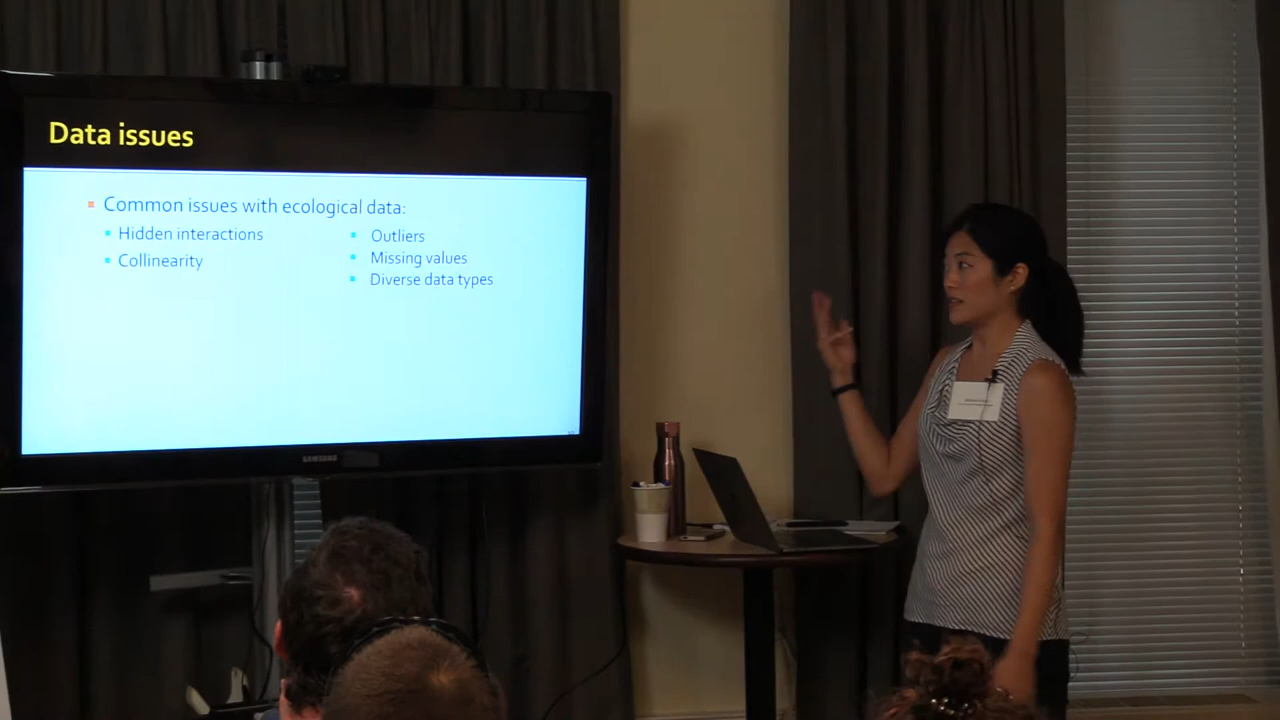 Data issues
Common issues with ecological data:
Hidden interactions
Collinearity
Outliers
Missing values
Diverse data types
SAMSUNG